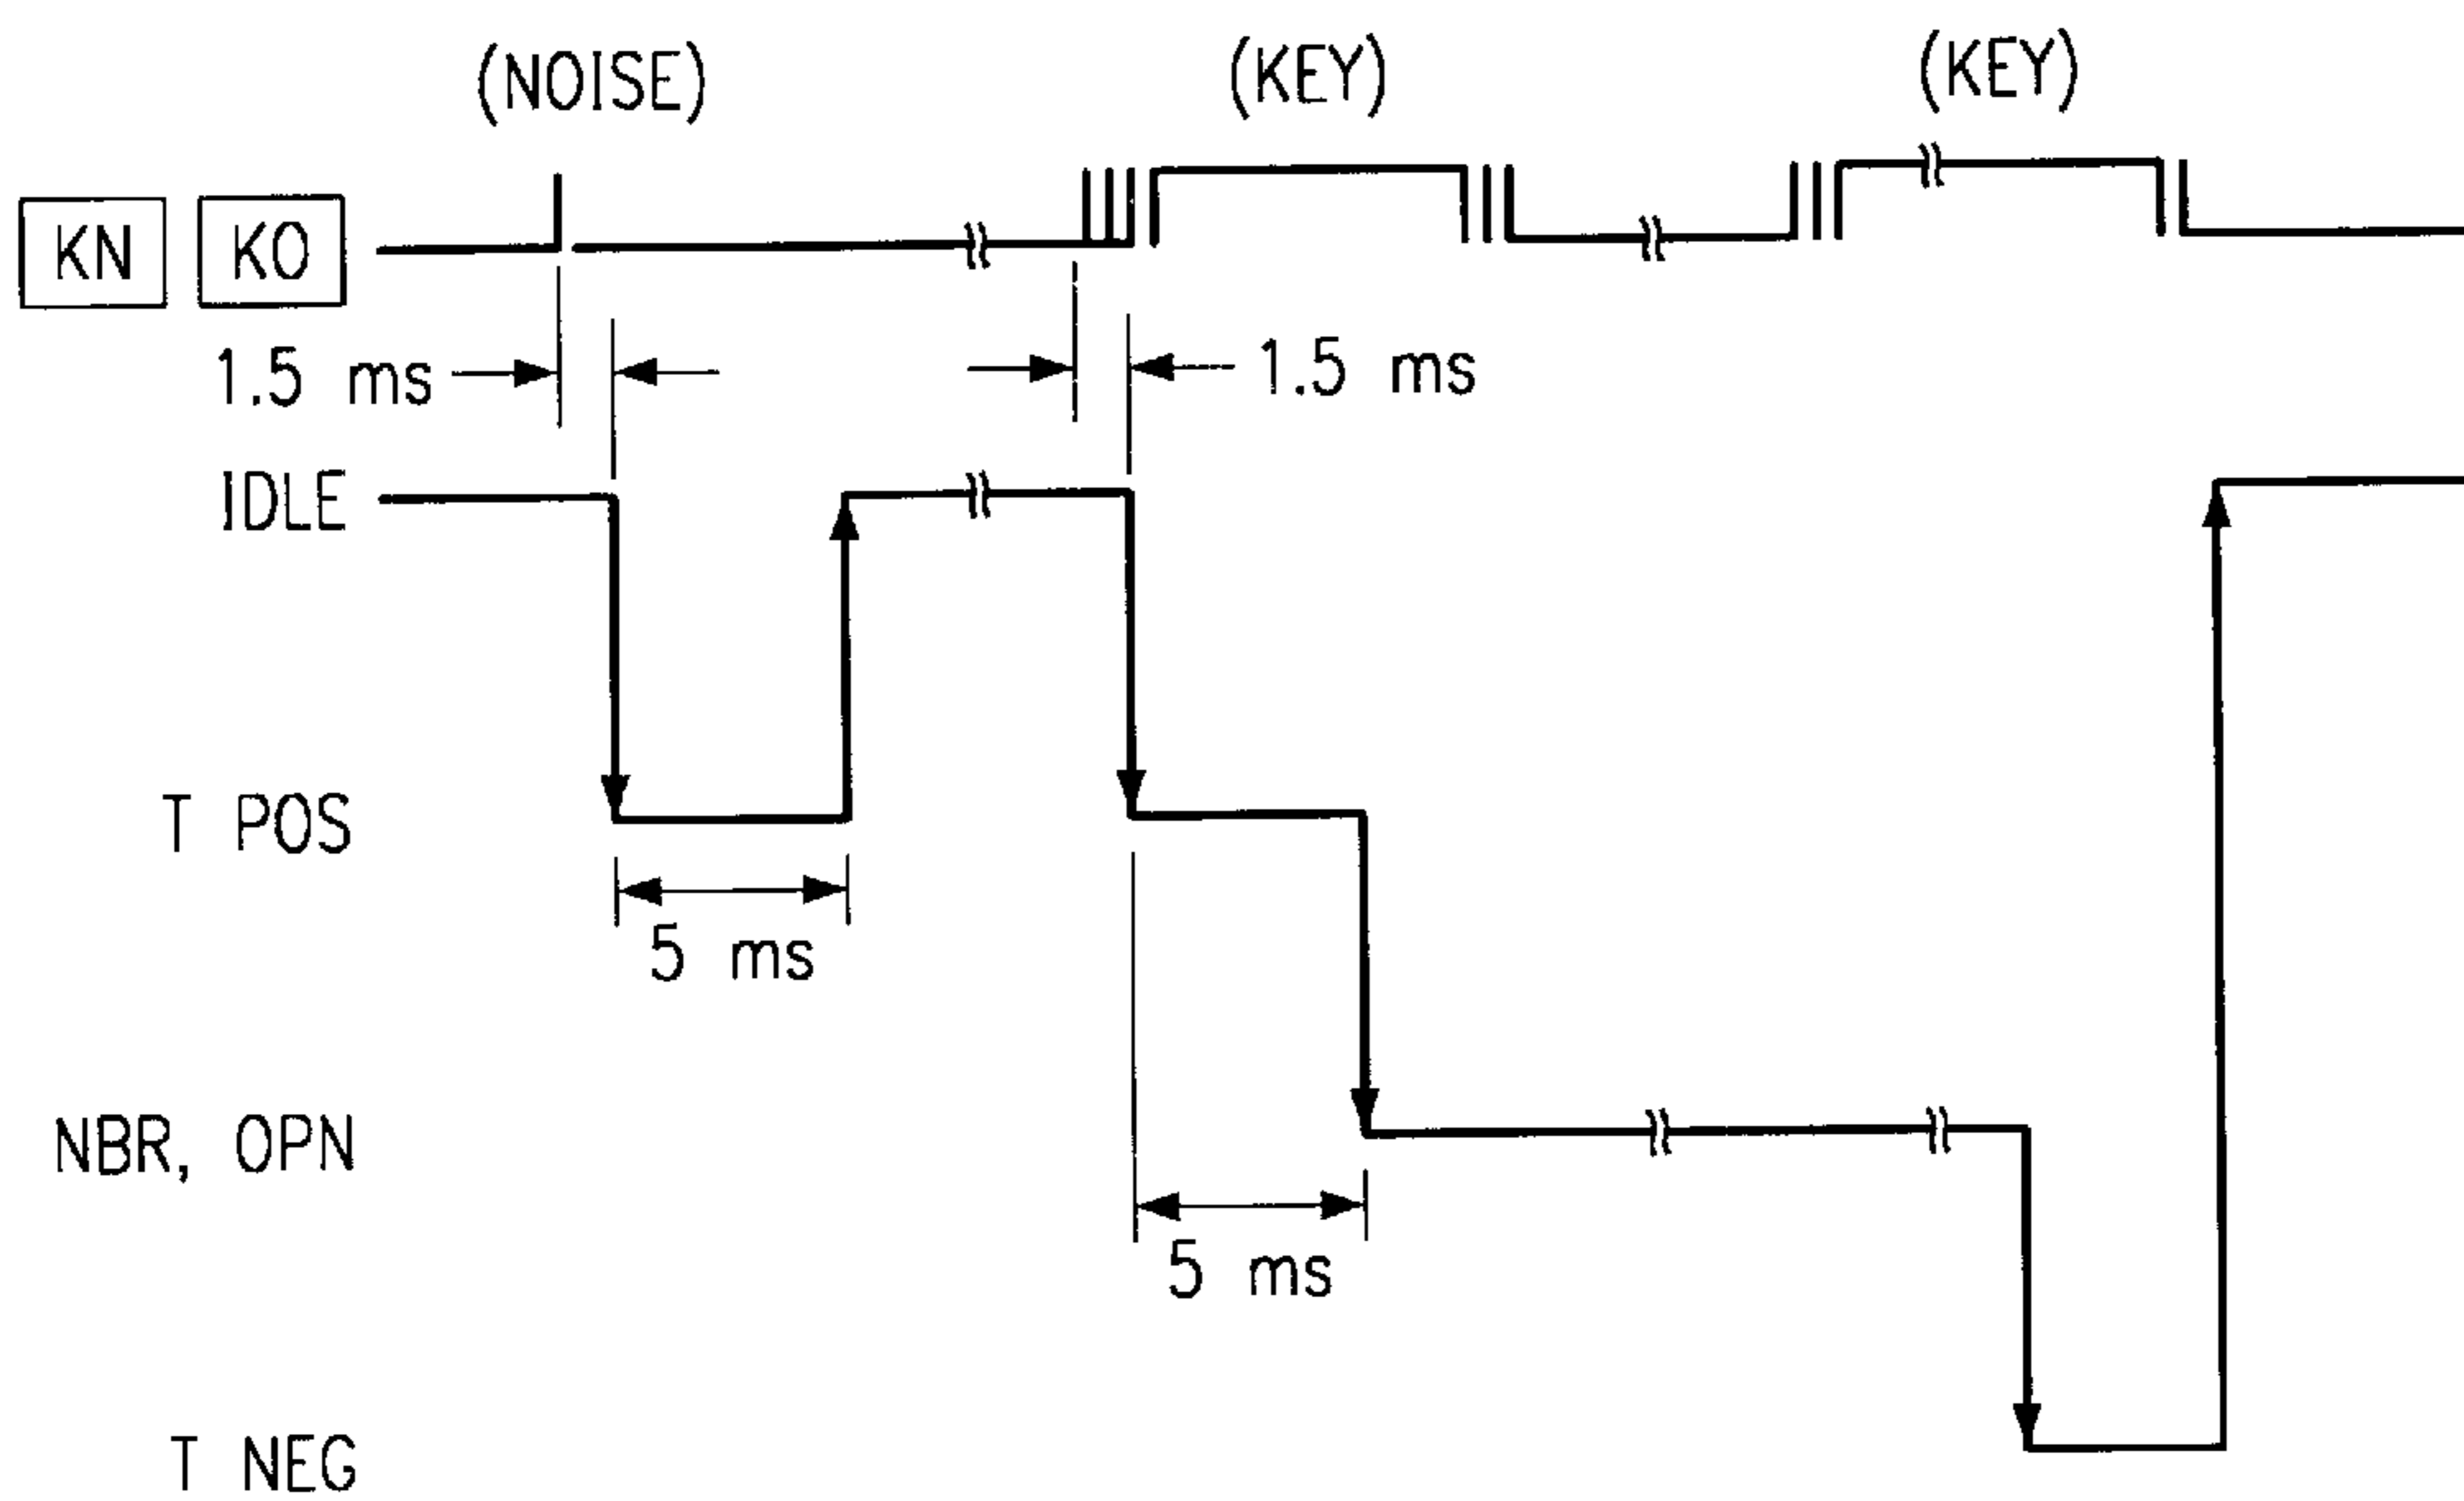 (NOISE) (KEY) (KEY)
KN KO
1.5 ms 1.5 ms
IDLE
T POS
5 ms
NBR, OPN
5 ms
T NEG